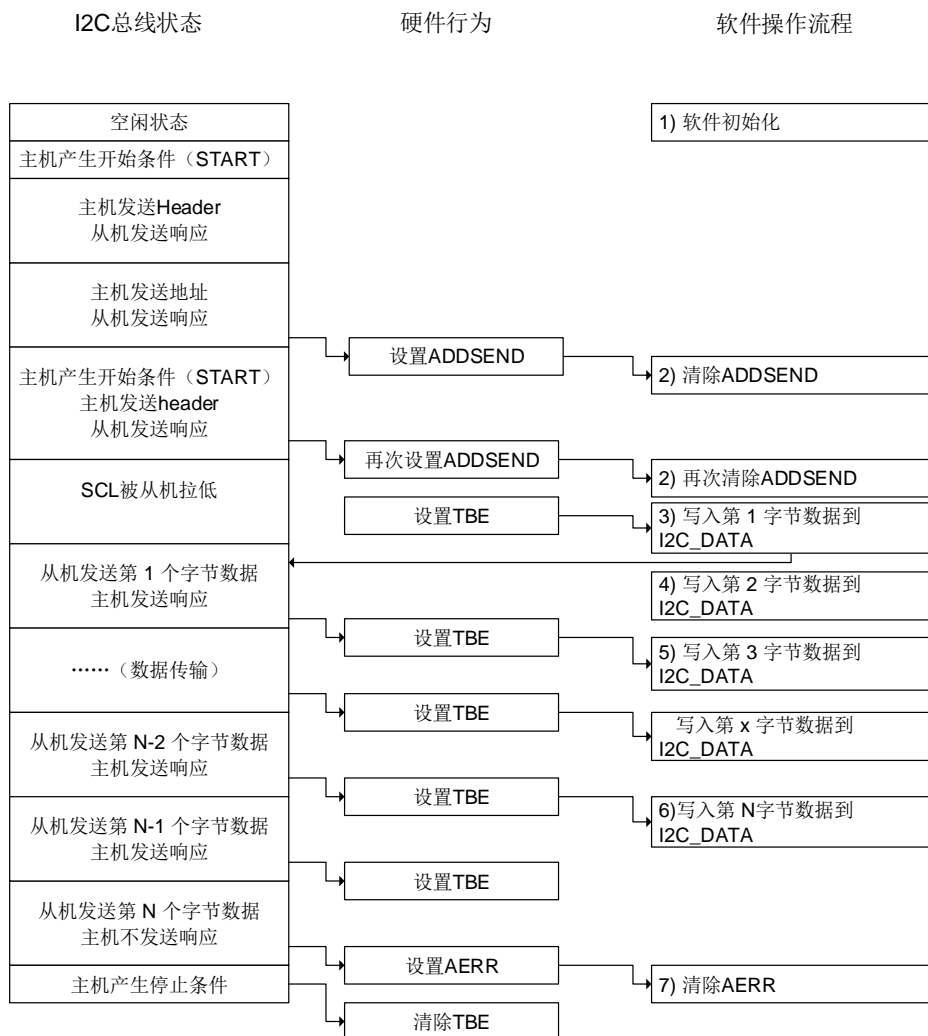 I2C总线状态
硬件行为
软件操作流程
空闲状态
1) 软件初始化
主机产生开始条件（START）
主机发送Header
从机发送响应
主机发送地址
从机发送响应
设置ADDSEND
2) 清除ADDSEND
主机产生开始条件（START）
主机发送header
从机发送响应
再次设置ADDSEND
2) 再次清除ADDSEND
SCL被从机拉低
设置TBE
3) 写入第 1 字节数据到
I2C_DATA
从机发送第 1 个字节数据
主机发送响应
4) 写入第 2 字节数据到
I2C_DATA
设置TBE
5) 写入第 3 字节数据到
I2C_DATA
……（数据传输）
设置TBE
写入第 x 字节数据到
I2C_DATA
从机发送第 N-2 个字节数据
主机发送响应
设置TBE
6)写入第 N字节数据到
I2C_DATA
从机发送第 N-1 个字节数据
主机发送响应
设置TBE
从机发送第 N 个字节数据
主机不发送响应
设置AERR
7) 清除AERR
主机产生停止条件
清除TBE